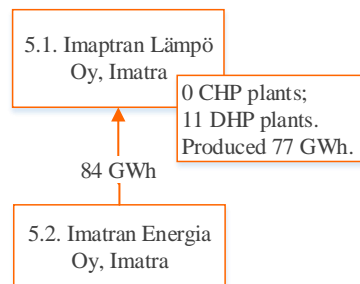 5.1. Imaptran Lämpö
Oy, Imatra
0 CHP plants;
11 DHP plants.
Produced 77 GWh.
84 GWh
5.2. Imatran Energia
Oy, Imatra